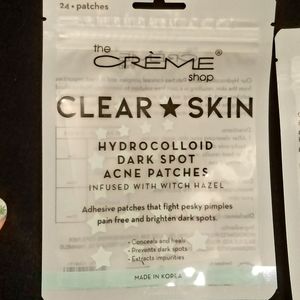 24 • patches
the
CRÈME®
shop
CLEAR★SKIN
HYDROCOLLOID
DARK SPOT
ACNE PATCHES
INFUSED WITH WITCH HAZEL
Adhesive patches that fight pesky pimples
pain free and brighten dark spots.
• Conceals and heals
• Prevents dark spots
• Extracts impurities
MADE IN KOREA